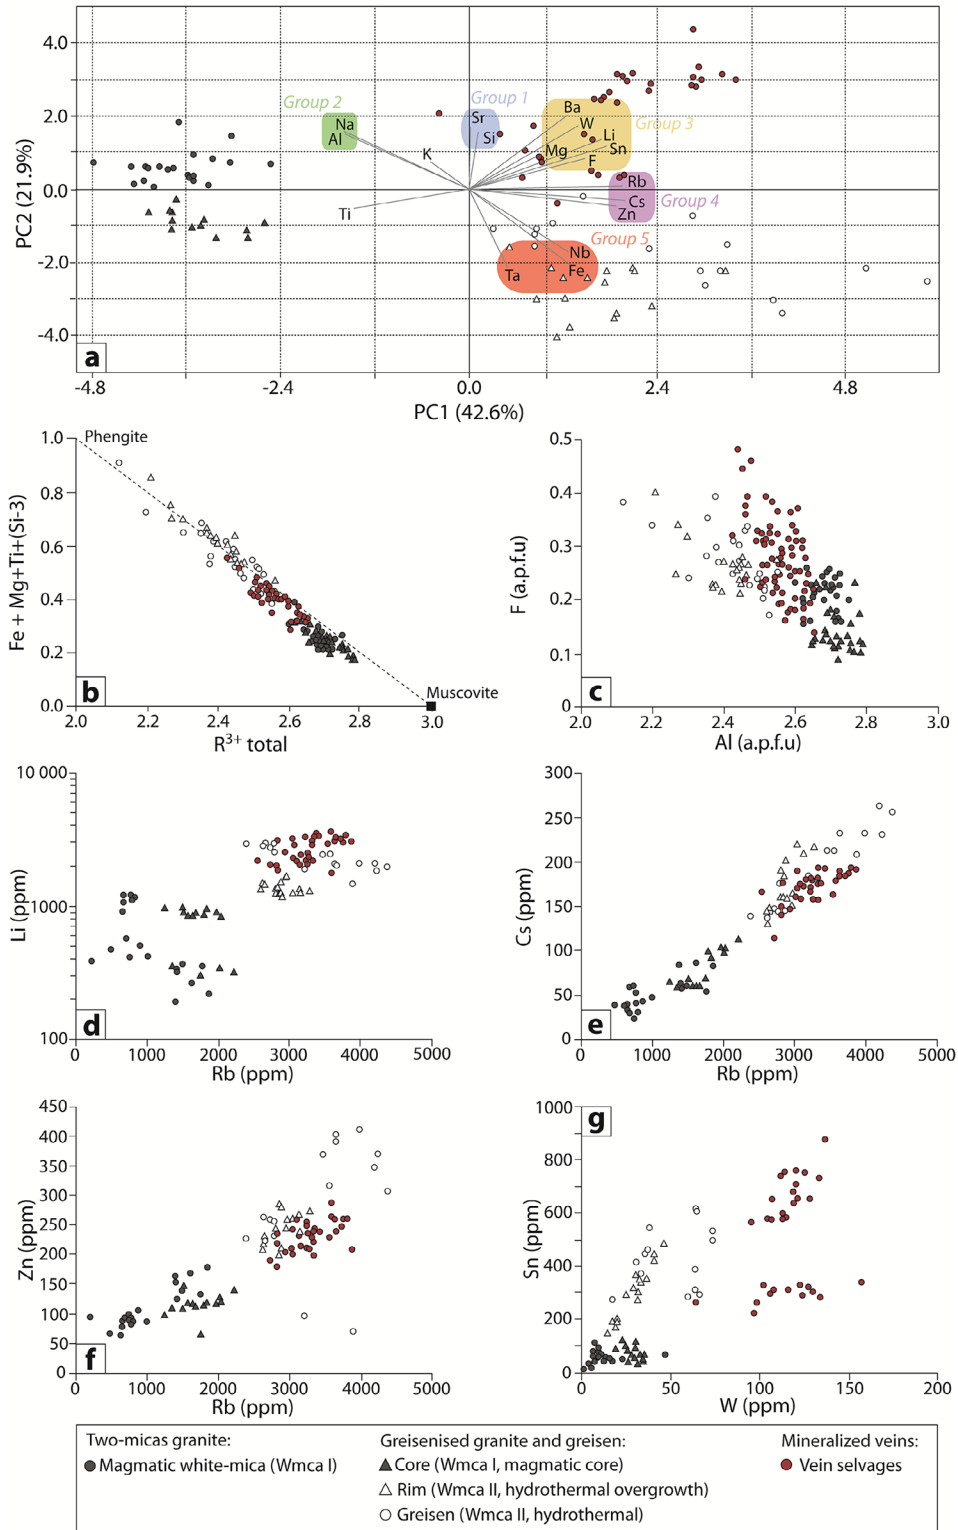 4.0
2.0
0.0
-2.0
-4.0
PC2 (21.9%)
Group 2
Na
Al
Group 1
Sr
Si
Ba
W
Group 3
Li
Sn
Mg
F
K
Rb
Cs
Zn
Group 4
Ti
Group 5
Nb
Fe
Ta
a
-4.8
-2.4
0.0
2.4
4.8
PC1 (42.6%)
1.0
0.8
0.6
0.4
0.2
0.0
Fe + Mg+Ti+(Si-3)
Phengite
Muscovite
b
2.0
2.2
2.4
2.6
2.8
3.0
R3+ total
0.5
0.4
0.3
0.2
0.1
0
F (a.p.f.u)
c
2.0
2.2
2.4
2.6
2.8
3.0
Al (a.p.f.u)
10 000
1000
100
Li (ppm)
d
0
1000
2000
3000
4000
5000
Rb (ppm)
300
250
200
150
100
50
0
Cs (ppm)
e
0
1000
2000
3000
4000
5000
Rb (ppm)
450
400
350
300
250
200
150
100
50
0
Zn (ppm)
f
0
1000
2000
3000
4000
5000
Rb (ppm)
1000
800
600
400
200
0
Sn (ppm)
g
0
50
100
150
200
W (ppm)
Two-micas granite:
Magmatic white-mica (Wmca I)
Greisenised granite and greisen:
Core (Wmca I, magmatic core)
Rim (Wmca II, hydrothermal overgrowth)
Greisen (Wmca II, hydrothermal)
Mineralized veins:
Vein selvages